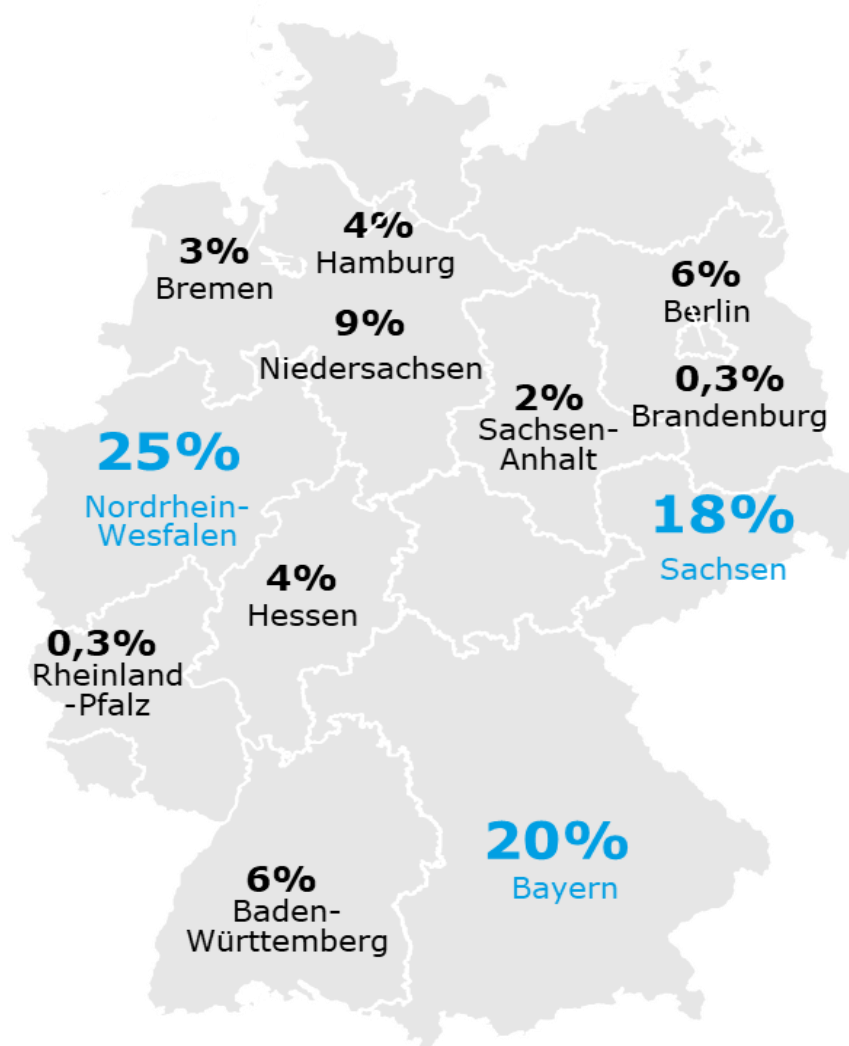 4%
Hamburg
3%
Bremen
6%
Berlin
9%
Niedersachsen
0,3%
Brandenburg
2%
Sachsen-
Anhalt
25%
Nordrhein-
Wesfalen
18%
Sachsen
4%
Hessen
0,3%
Rheinland
-Pfalz
20%
Bayern
6%
Baden-
Württemberg